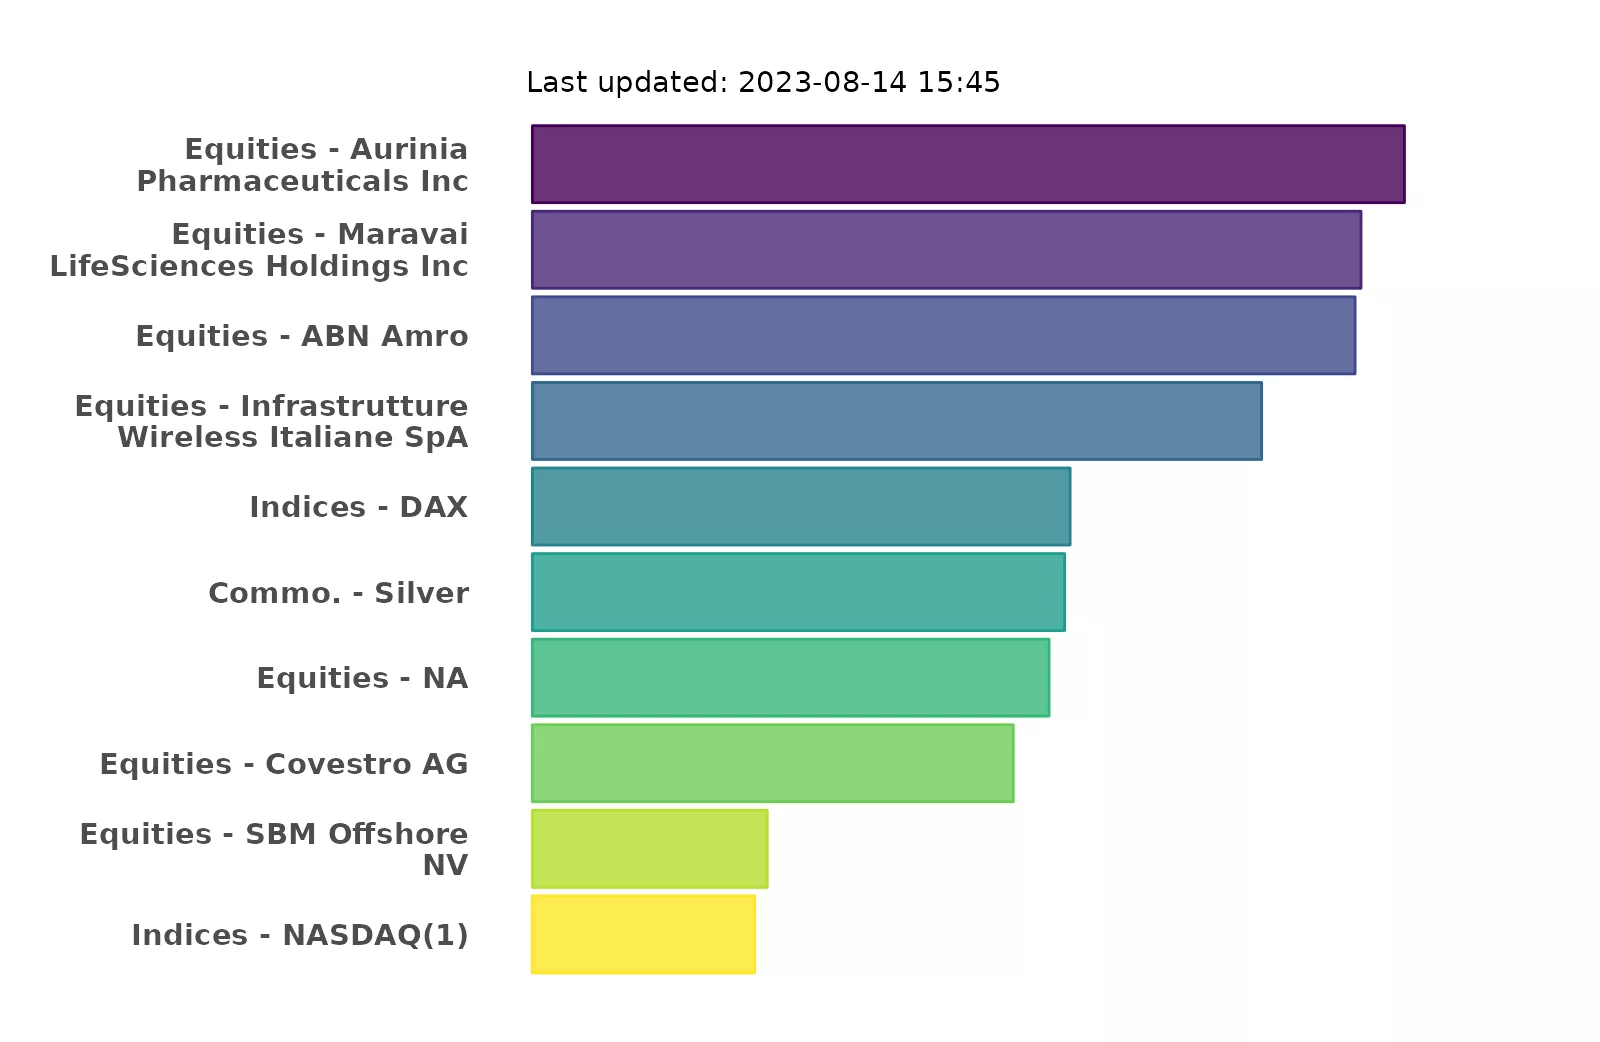 Last updated: 2023-08-14 15:45
Equities - Aurinia
Pharmaceuticals Inc
Equities - Maravai
LifeSciences Holdings Inc
Equities - ABN Amro
Equities - Infrastrutture
Wireless Italiane SpA
Indices - DAX
Commo. - Silver
Equities - NA
Equities - Covestro AG
Equities - SBM Offshore
NV
Indices - NASDAQ(1)